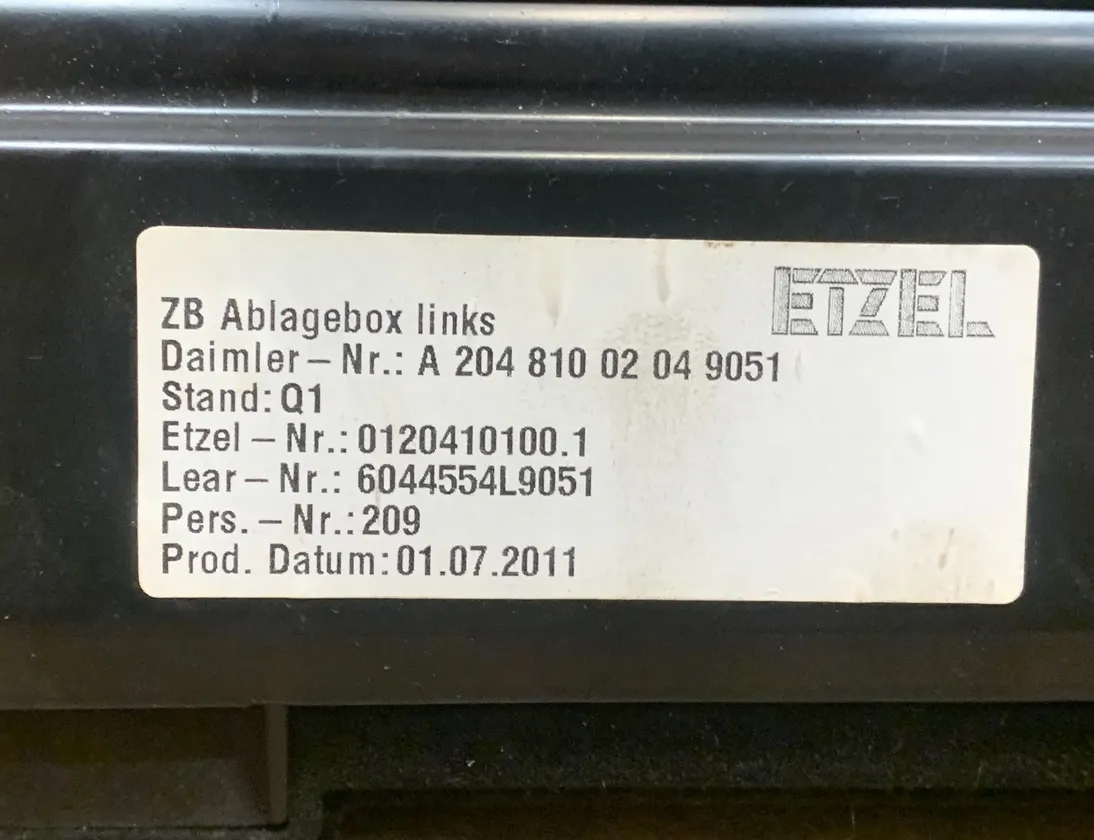 ETZEL
ZB Ablagebox links
Daimler – Nr.: A 204 810 02 04 9051
Stand: Q1
Etzel – Nr.: 0120410100.1
Lear – Nr.: 6044554L9051
Pers. – Nr.: 209
Prod. Datum: 01.07.2011